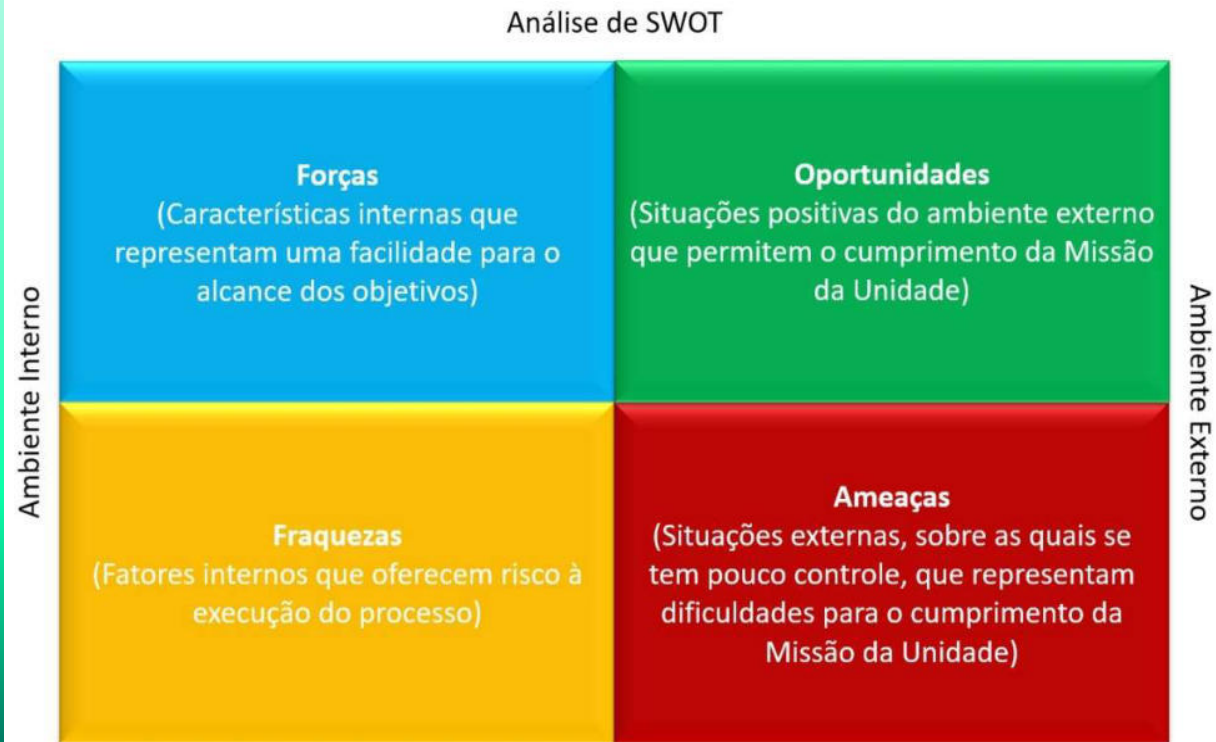 Análise de SWOT
Ambiente Interno
Forças
(Características internas que
representam uma facilidade para o
alcance dos objetivos)
Oportunidades
(Situações positivas do ambiente externo
que permitem o cumprimento da Missão
da Unidade)
Fraquezas
(Fatores internos que oferecem risco à
execução do processo)
Ameaças
(Situações externas, sobre as quais se
tem pouco controle, que representam
dificuldades para o cumprimento da
Missão da Unidade)
Ambiente Externo